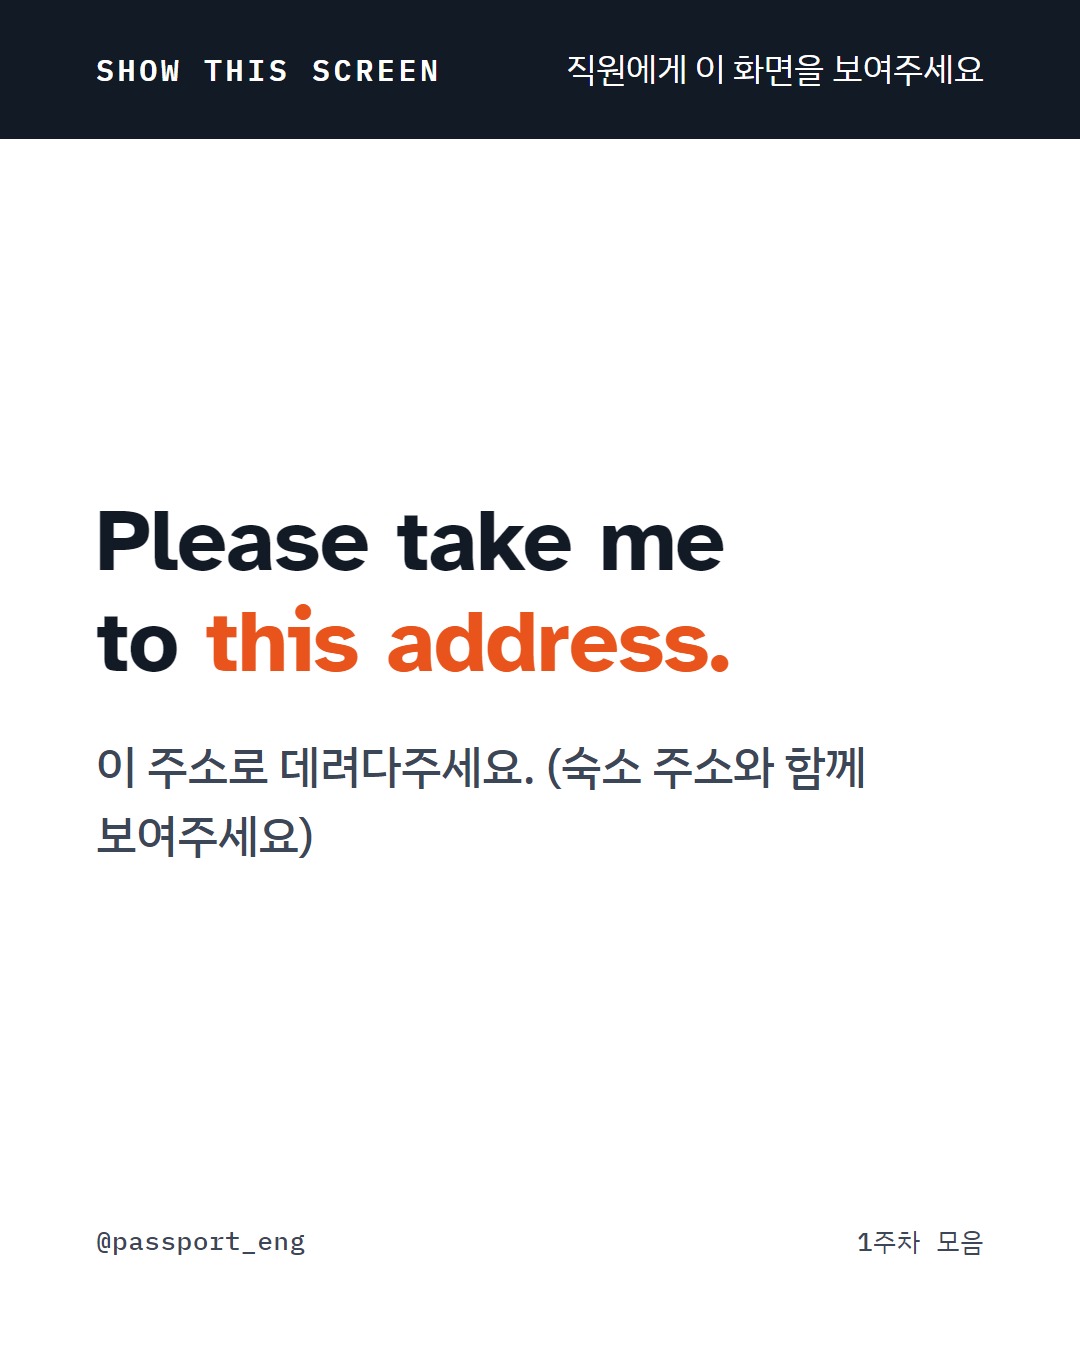 SHOW THIS SCREEN
직원에게 이 화면을 보여주세요
Please take me
to this address.
이 주소로 데려다주세요. (숙소 주소와 함께
보여주세요)
@passport_eng
1주차 모음